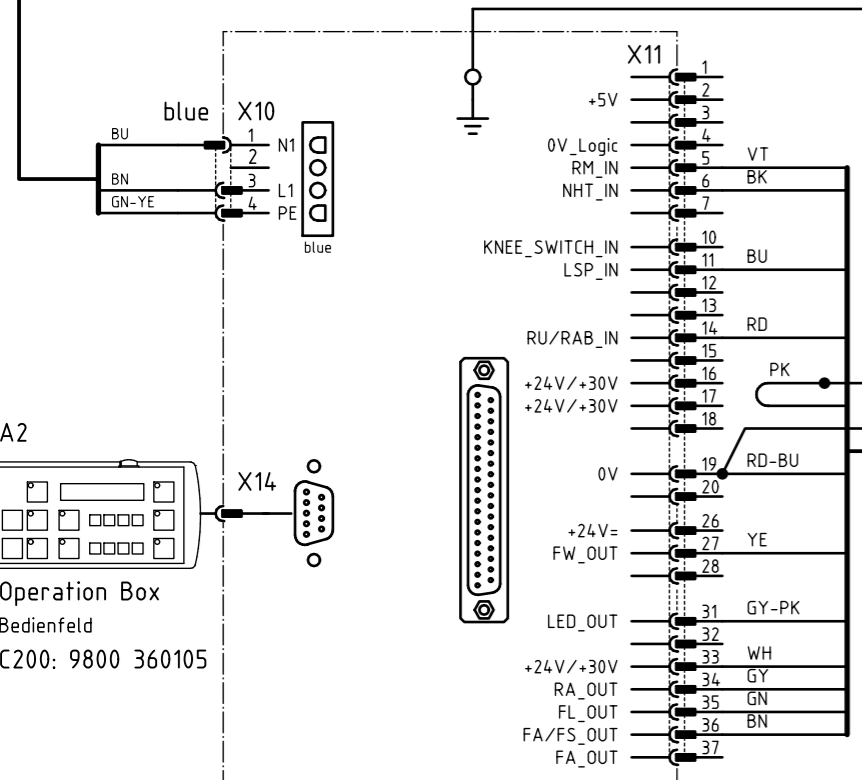 blue X10
BU 1 N1
2
BN 3 L1
GN-YE 4 PE
blue
A2
X14
Operation Box
Bedienfeld
C200: 9800 360105
X11
1
+5V 2
3
0V_Logic 4
RM_IN 5 VT
NHT_IN 6 BK
7
KNEE_SWITCH_IN 10
LSP_IN 11 BU
12
13
RU/RAB_IN 14 RD
15
+24V/+30V 16 PK
+24V/+30V 17
18
0V 19 RD-BU
20
+24V= 26
FW_OUT 27 YE
28
LED_OUT 31 GY-PK
32
+24V/+30V 33 WH
RA_OUT 34 GY
FL_OUT 35 GN
FA/FS_OUT 36 BN
FA_OUT 37